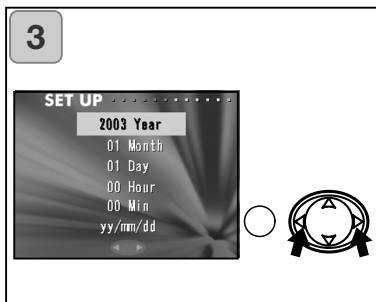 3
SET UP
2003 Year
01 Month
01 Day
00 Hour
00 Min
yy/mm/dd